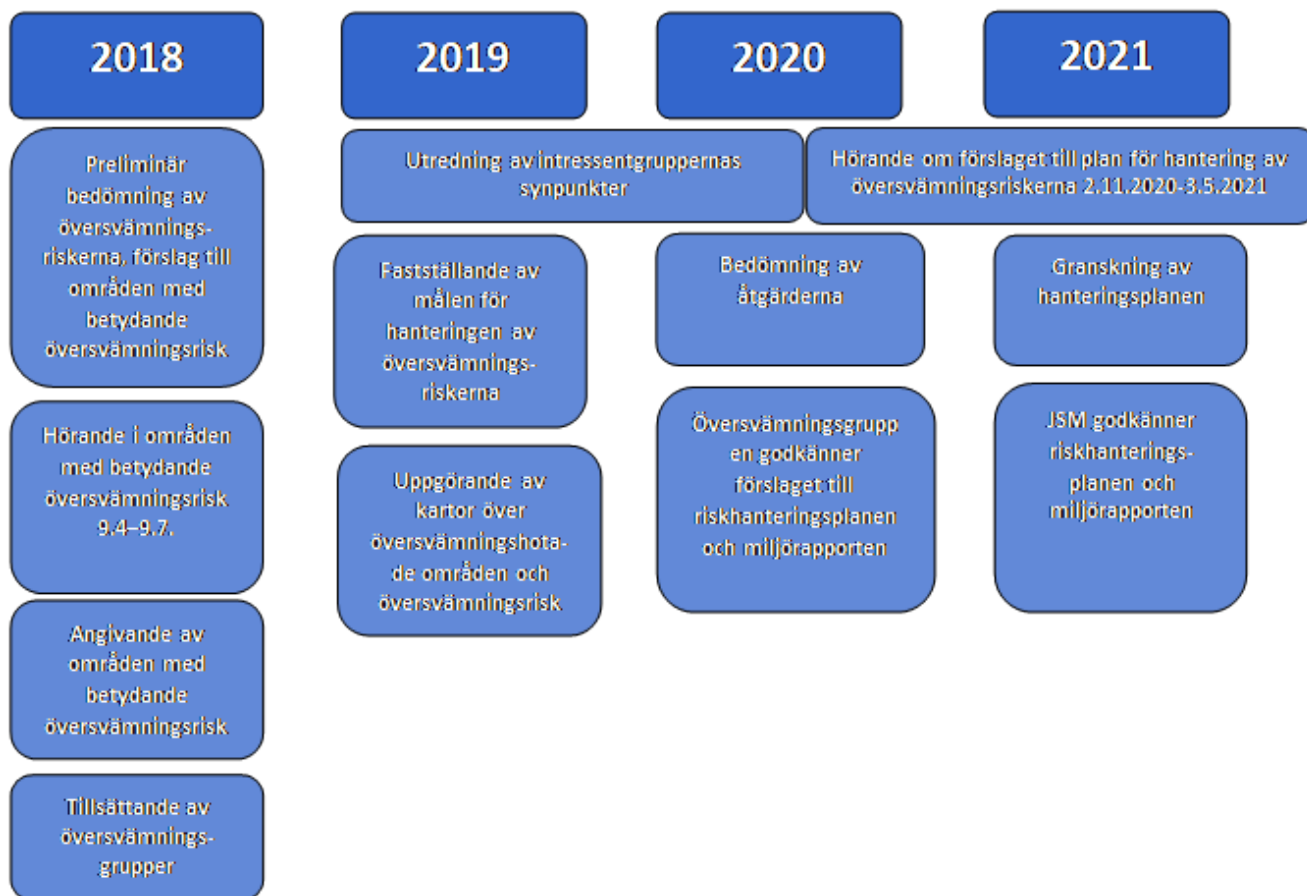 2018
Preliminär
bedömning av
översvämnings-
riskerna, förslag till
områden med
betydande
översvämningsrisk
Hörande i områden
med betydande
översvämningsrisk
9.4–9.7.
Angivande av
områden med
betydande
översvämningsrisk
Tillsättande av
översvämnings-
grupper
2019
2020
2021
Utredning av intressentgruppernas
synpunkter
Hörande om förslaget till plan för hantering av
översvämningsriskerna 2.11.2020-3.5.2021
Fastställande av
målen för
hanteringen av
översvämnings-
riskerna
Uppgörande av
kartor över
översvämningshota-
de områden och
översvämningsrisk
Bedömning av
åtgärderna
Översvämningsgrupp
en godkänner
förslaget till
riskhanteringsplanen
och miljörapporten
Granskning av
hanteringsplanen
JSM godkänner
riskhanterings-
planen och
miljörapporten